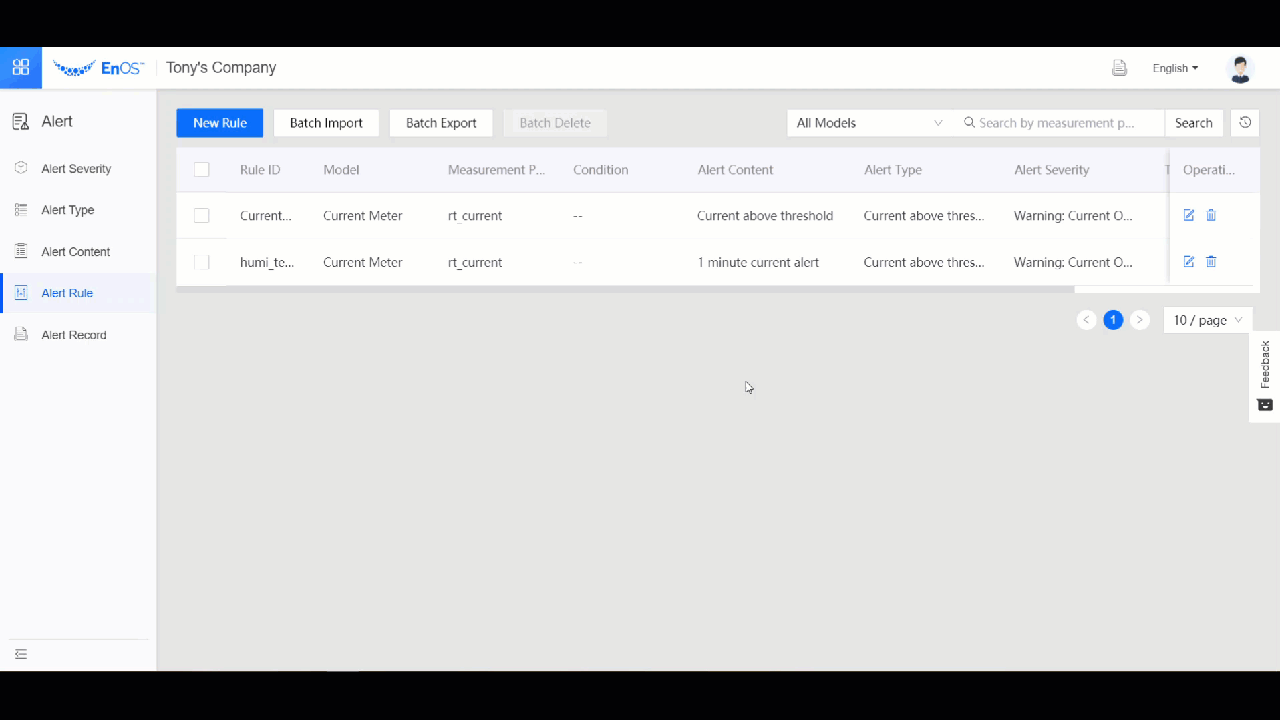 EnOS™ Tony's Company English
Alert
Alert Severity
Alert Type
Alert Content
Alert Rule
Alert Record
New Rule Batch Import Batch Export Batch Delete All Models Search by measurement p... Search
Rule ID Model Measurement P... Condition Alert Content Alert Type Alert Severity T Operati...
Current... Current Meter rt_current -- Current above threshold Current above thres... Warning: Current O...
humi_te... Current Meter rt_current -- 1 minute current alert Current above thres... Warning: Current O...
< 1 > 10 / page
Feedback